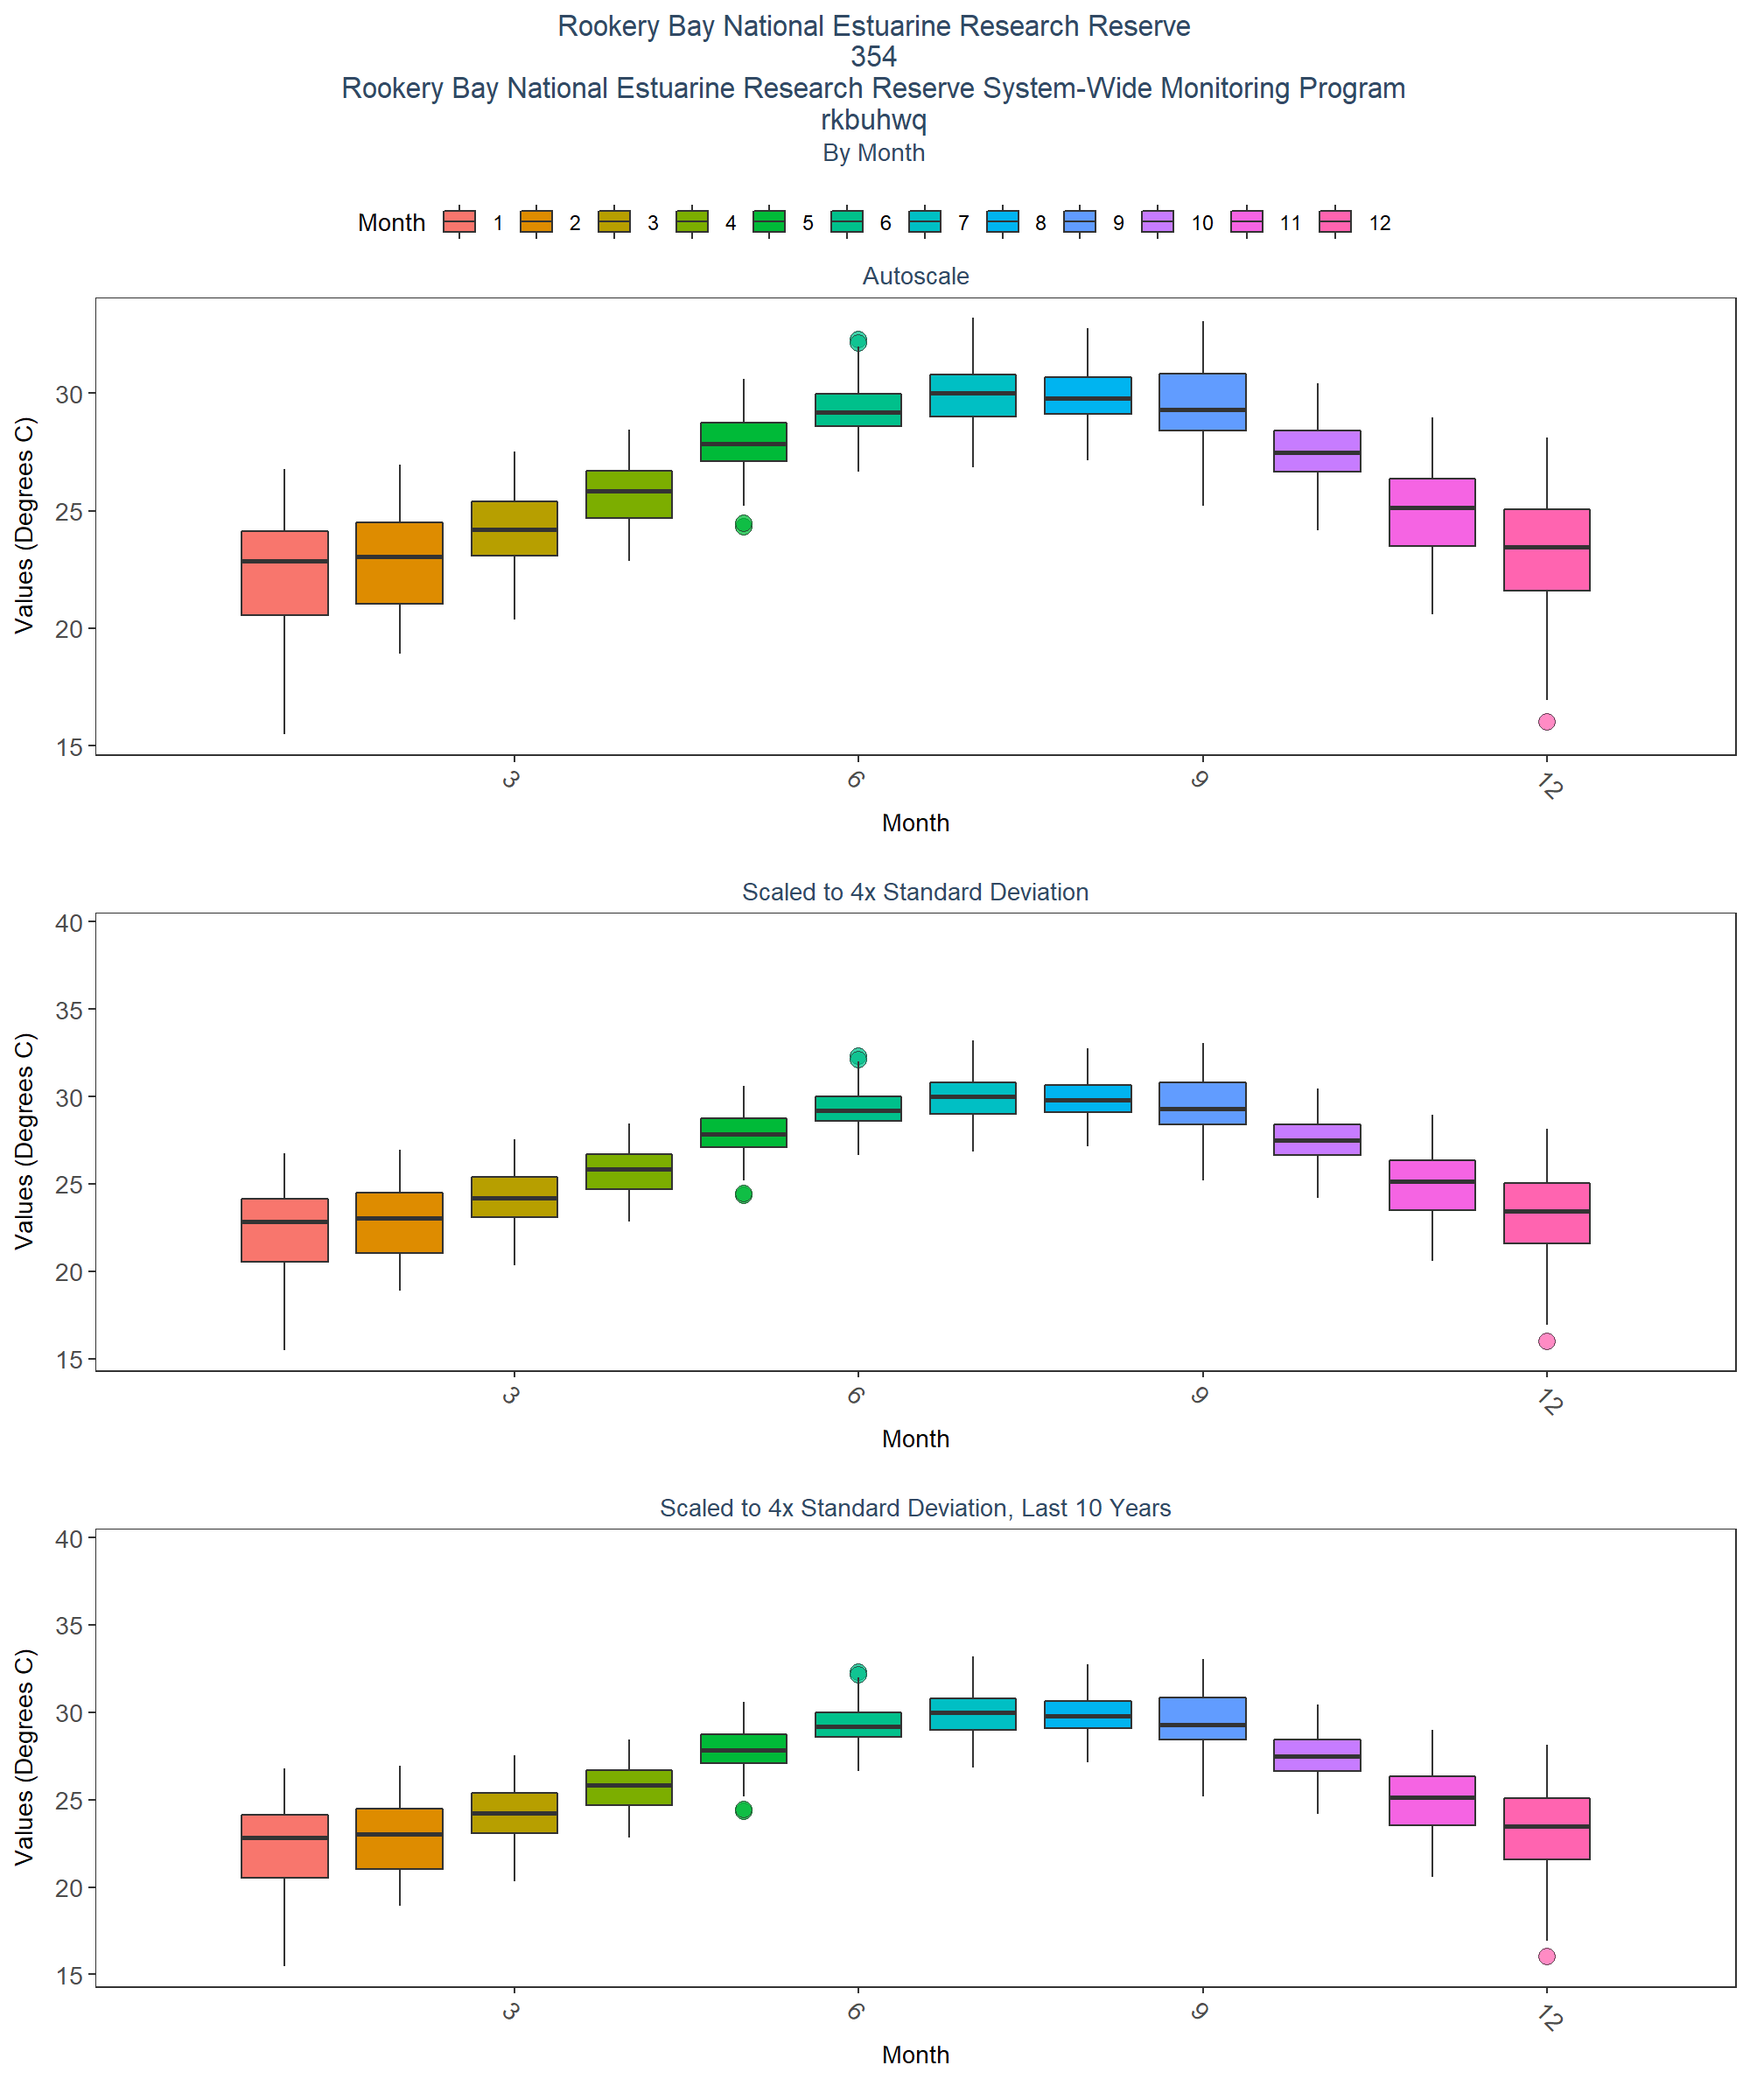 Rookery Bay National Estuarine Research Reserve
354
Rookery Bay National Estuarine Research Reserve System-Wide Monitoring Program
rkbuhwq
By Month
Month 1 2 3 4 5 6 7 8 9 10 11 12
Autoscale
Values (Degrees C)
30
25
20
15
3 6 9 12
Month
Scaled to 4x Standard Deviation
Values (Degrees C)
40
35
30
25
20
15
3 6 9 12
Month
Scaled to 4x Standard Deviation, Last 10 Years
Values (Degrees C)
40
35
30
25
20
15
3 6 9 12
Month